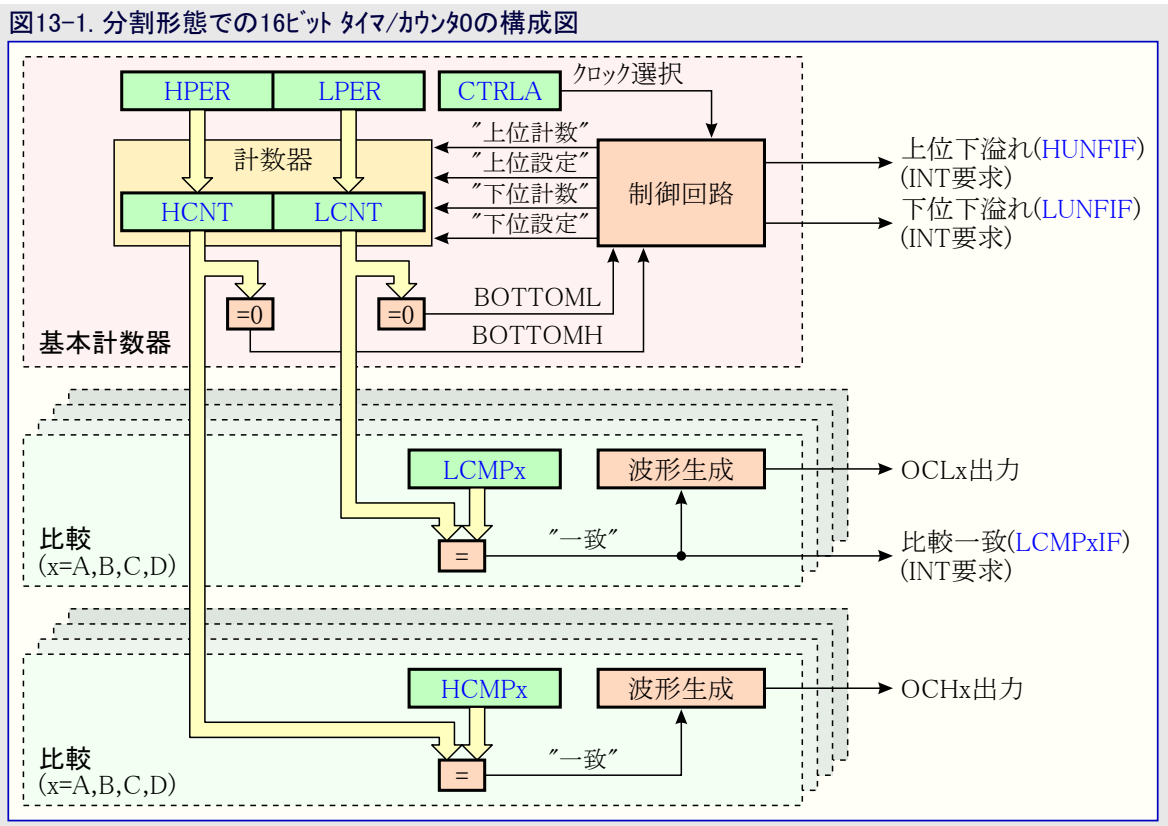 図13-1. 分割形態での16ﾋﾞｯﾄ ﾀｲﾏ/ｶｳﾝﾀ0の構成図
HPER
LPER
CTRLA
ｸﾛｯｸ選択
計数器
"上位計数"
"上位設定"
"下位計数"
"下位設定"
制御回路
上位下溢れ(HUNFIF)
(INT要求)
下位下溢れ(LUNFIF)
(INT要求)
HCNT
LCNT
=0
=0
BOTTOML
BOTTOMH
基本計数器
LCMPx
波形生成
OCLx出力
比較
(x=A,B,C,D)
=
"一致"
比較一致(LCMPxIF)
(INT要求)
HCMPx
波形生成
OCHx出力
比較
(x=A,B,C,D)
=
"一致"